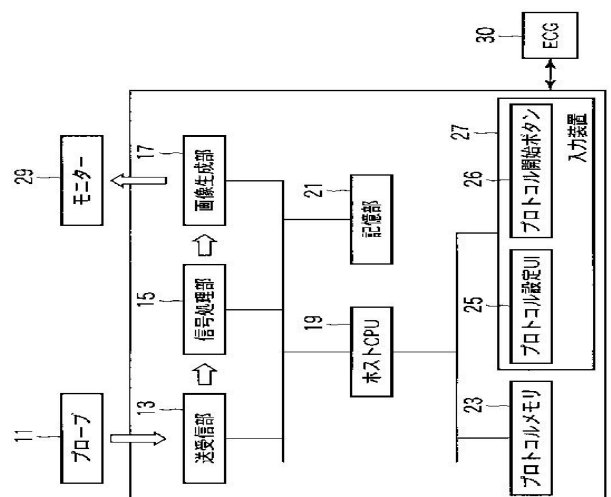 11
プローブ
29
モニター
13
送受信部
15
信号処理部
17
画像生成部
19
ホストCPU
21
記憶部
23
プロトコルメモリ
25
プロトコル設定UI
26
プロトコル開始ボタン
27
入力装置
30
ECG